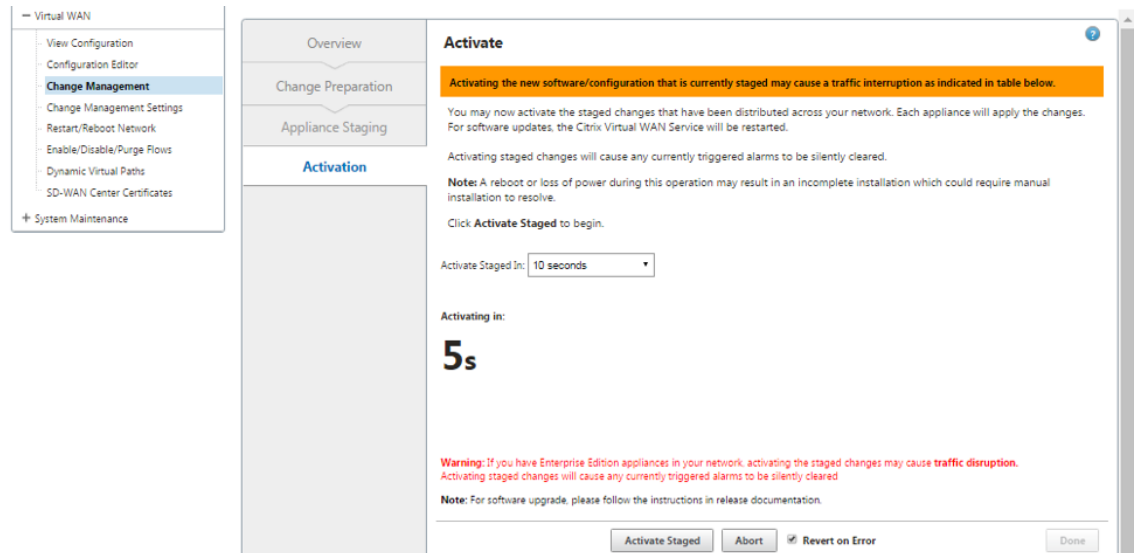 − Virtual WAN
View Configuration
Configuration Editor
Change Management
Change Management Settings
Restart/Reboot Network
Enable/Disable/Purge Flows
Dynamic Virtual Paths
SD-WAN Center Certificates
+ System Maintenance
Overview
Change Preparation
Appliance Staging
Activation
Activate
?
Activating the new software/configuration that is currently staged may cause a traffic interruption as indicated in table below.
You may now activate the staged changes that have been distributed across your network. Each appliance will apply the changes.
For software updates, the Citrix Virtual WAN Service will be restarted.
Activating staged changes will cause any currently triggered alarms to be silently cleared.
Note: A reboot or loss of power during this operation may result in an incomplete installation which could require manual
installation to resolve.
Click Activate Staged to begin.
Activate Staged In: 10 seconds
Activating in:
5s
Warning: If you have Enterprise Edition appliances in your network, activating the staged changes may cause traffic disruption.
Activating staged changes will cause any currently triggered alarms to be silently cleared
Note: For software upgrade, please follow the instructions in release documentation.
Activate Staged Abort Revert on Error Done